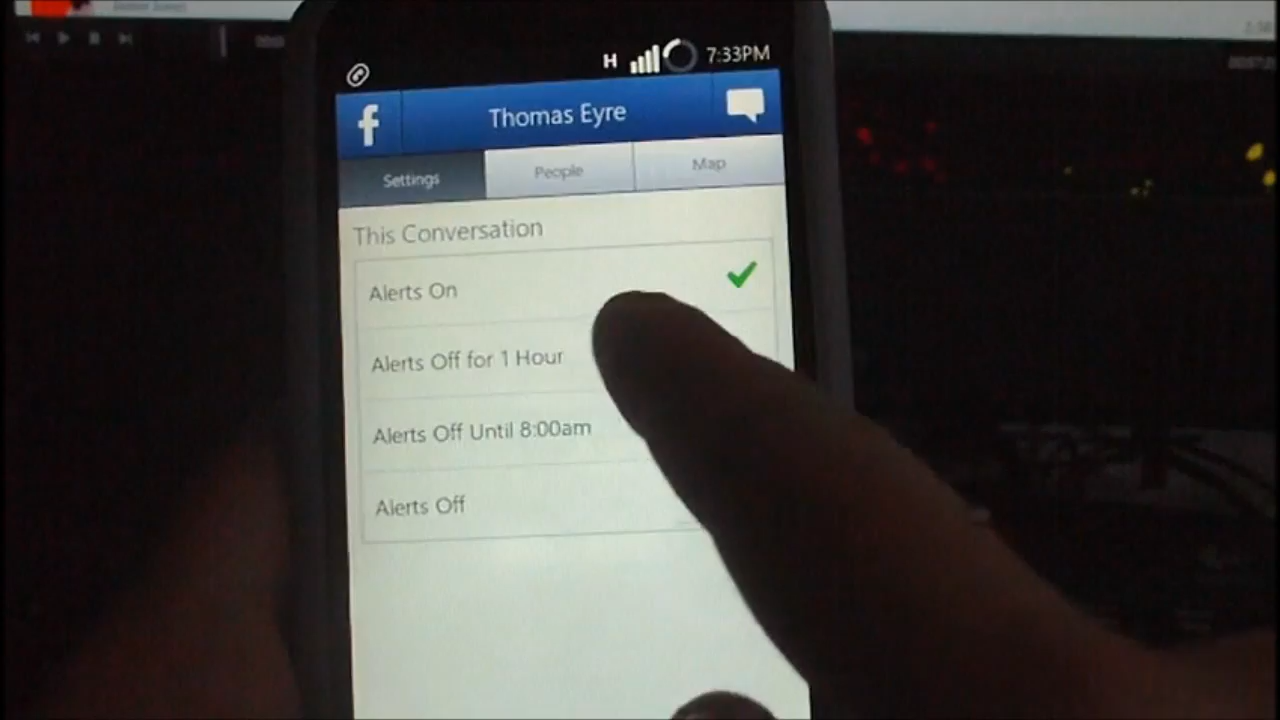 H 7:33PM
f Thomas Eyre
Settings People Map
This Conversation
Alerts On
Alerts Off for 1 Hour
Alerts Off Until 8:00am
Alerts Off